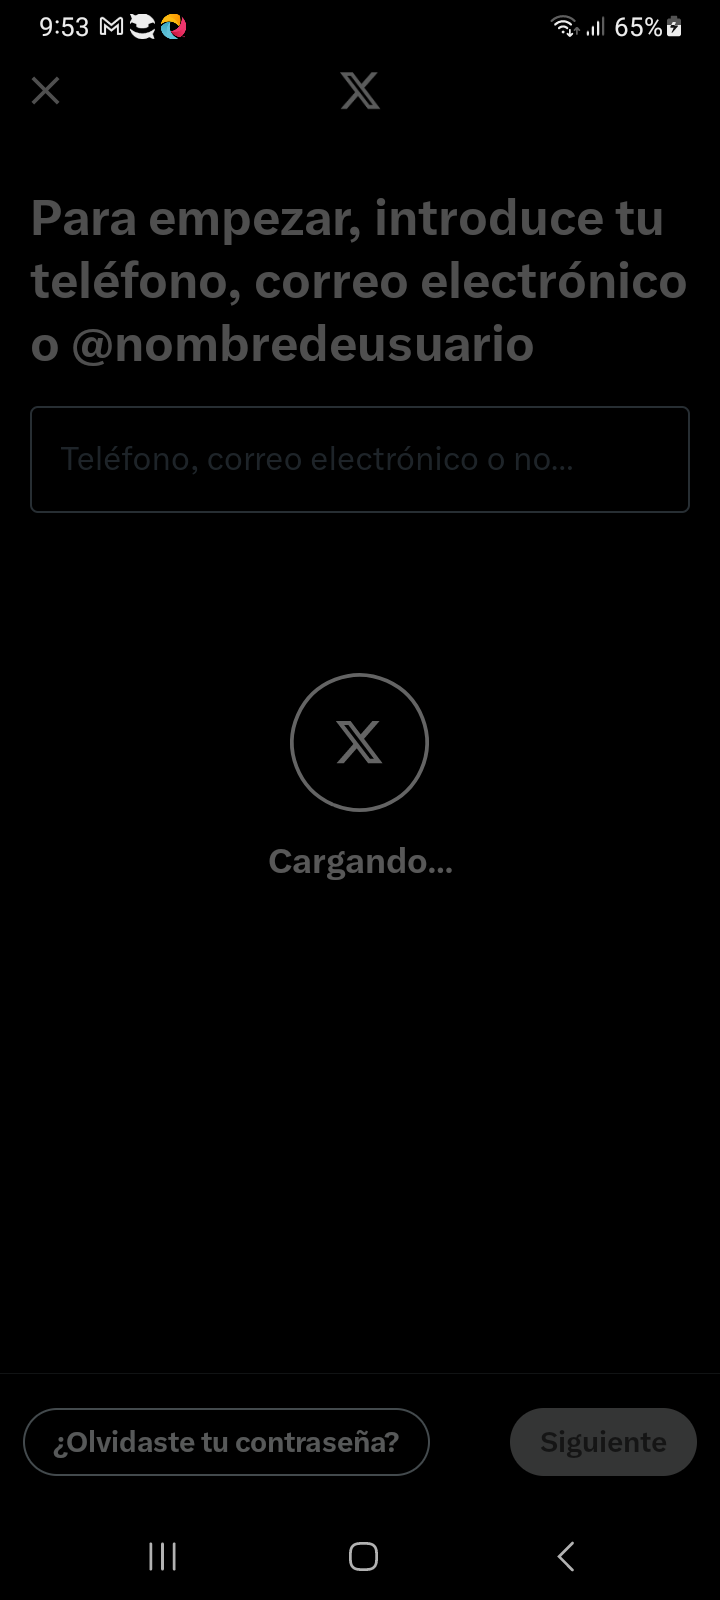 9:53 65%
Para empezar, introduce tu
teléfono, correo electrónico
o @nombredeusuario
Teléfono, correo electrónico o no...
Cargando...
¿Olvidaste tu contraseña? Siguiente